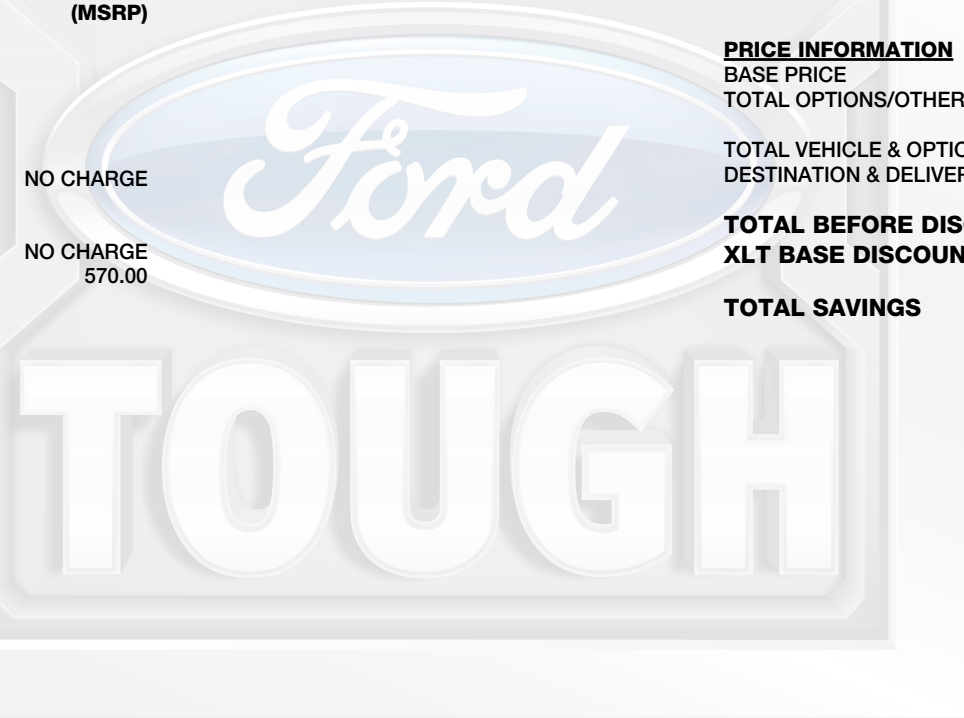 (MSRP)
NO CHARGE
NO CHARGE
570.00
PRICE INFORMATION
BASE PRICE
TOTAL OPTIONS/OTHER
TOTAL VEHICLE & OPTIO
DESTINATION & DELIVER
TOTAL BEFORE DIS
XLT BASE DISCOUN
TOTAL SAVINGS
Ford
TOUGH